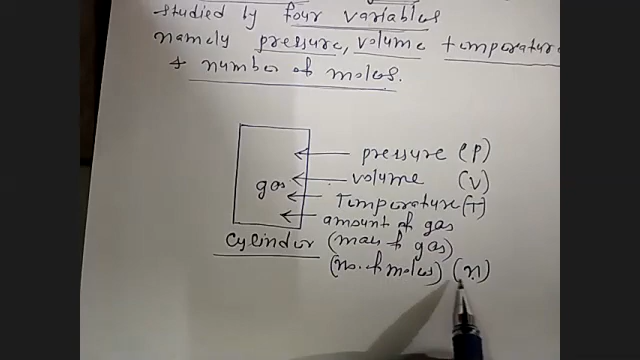 studied by four variables
namely pressure, volume temperature
& number of moles.
pressure (P)
volume (V)
gas
Temperature (T)
amount of gas
Cylinder (mass of gas)
(no. of moles) (n)